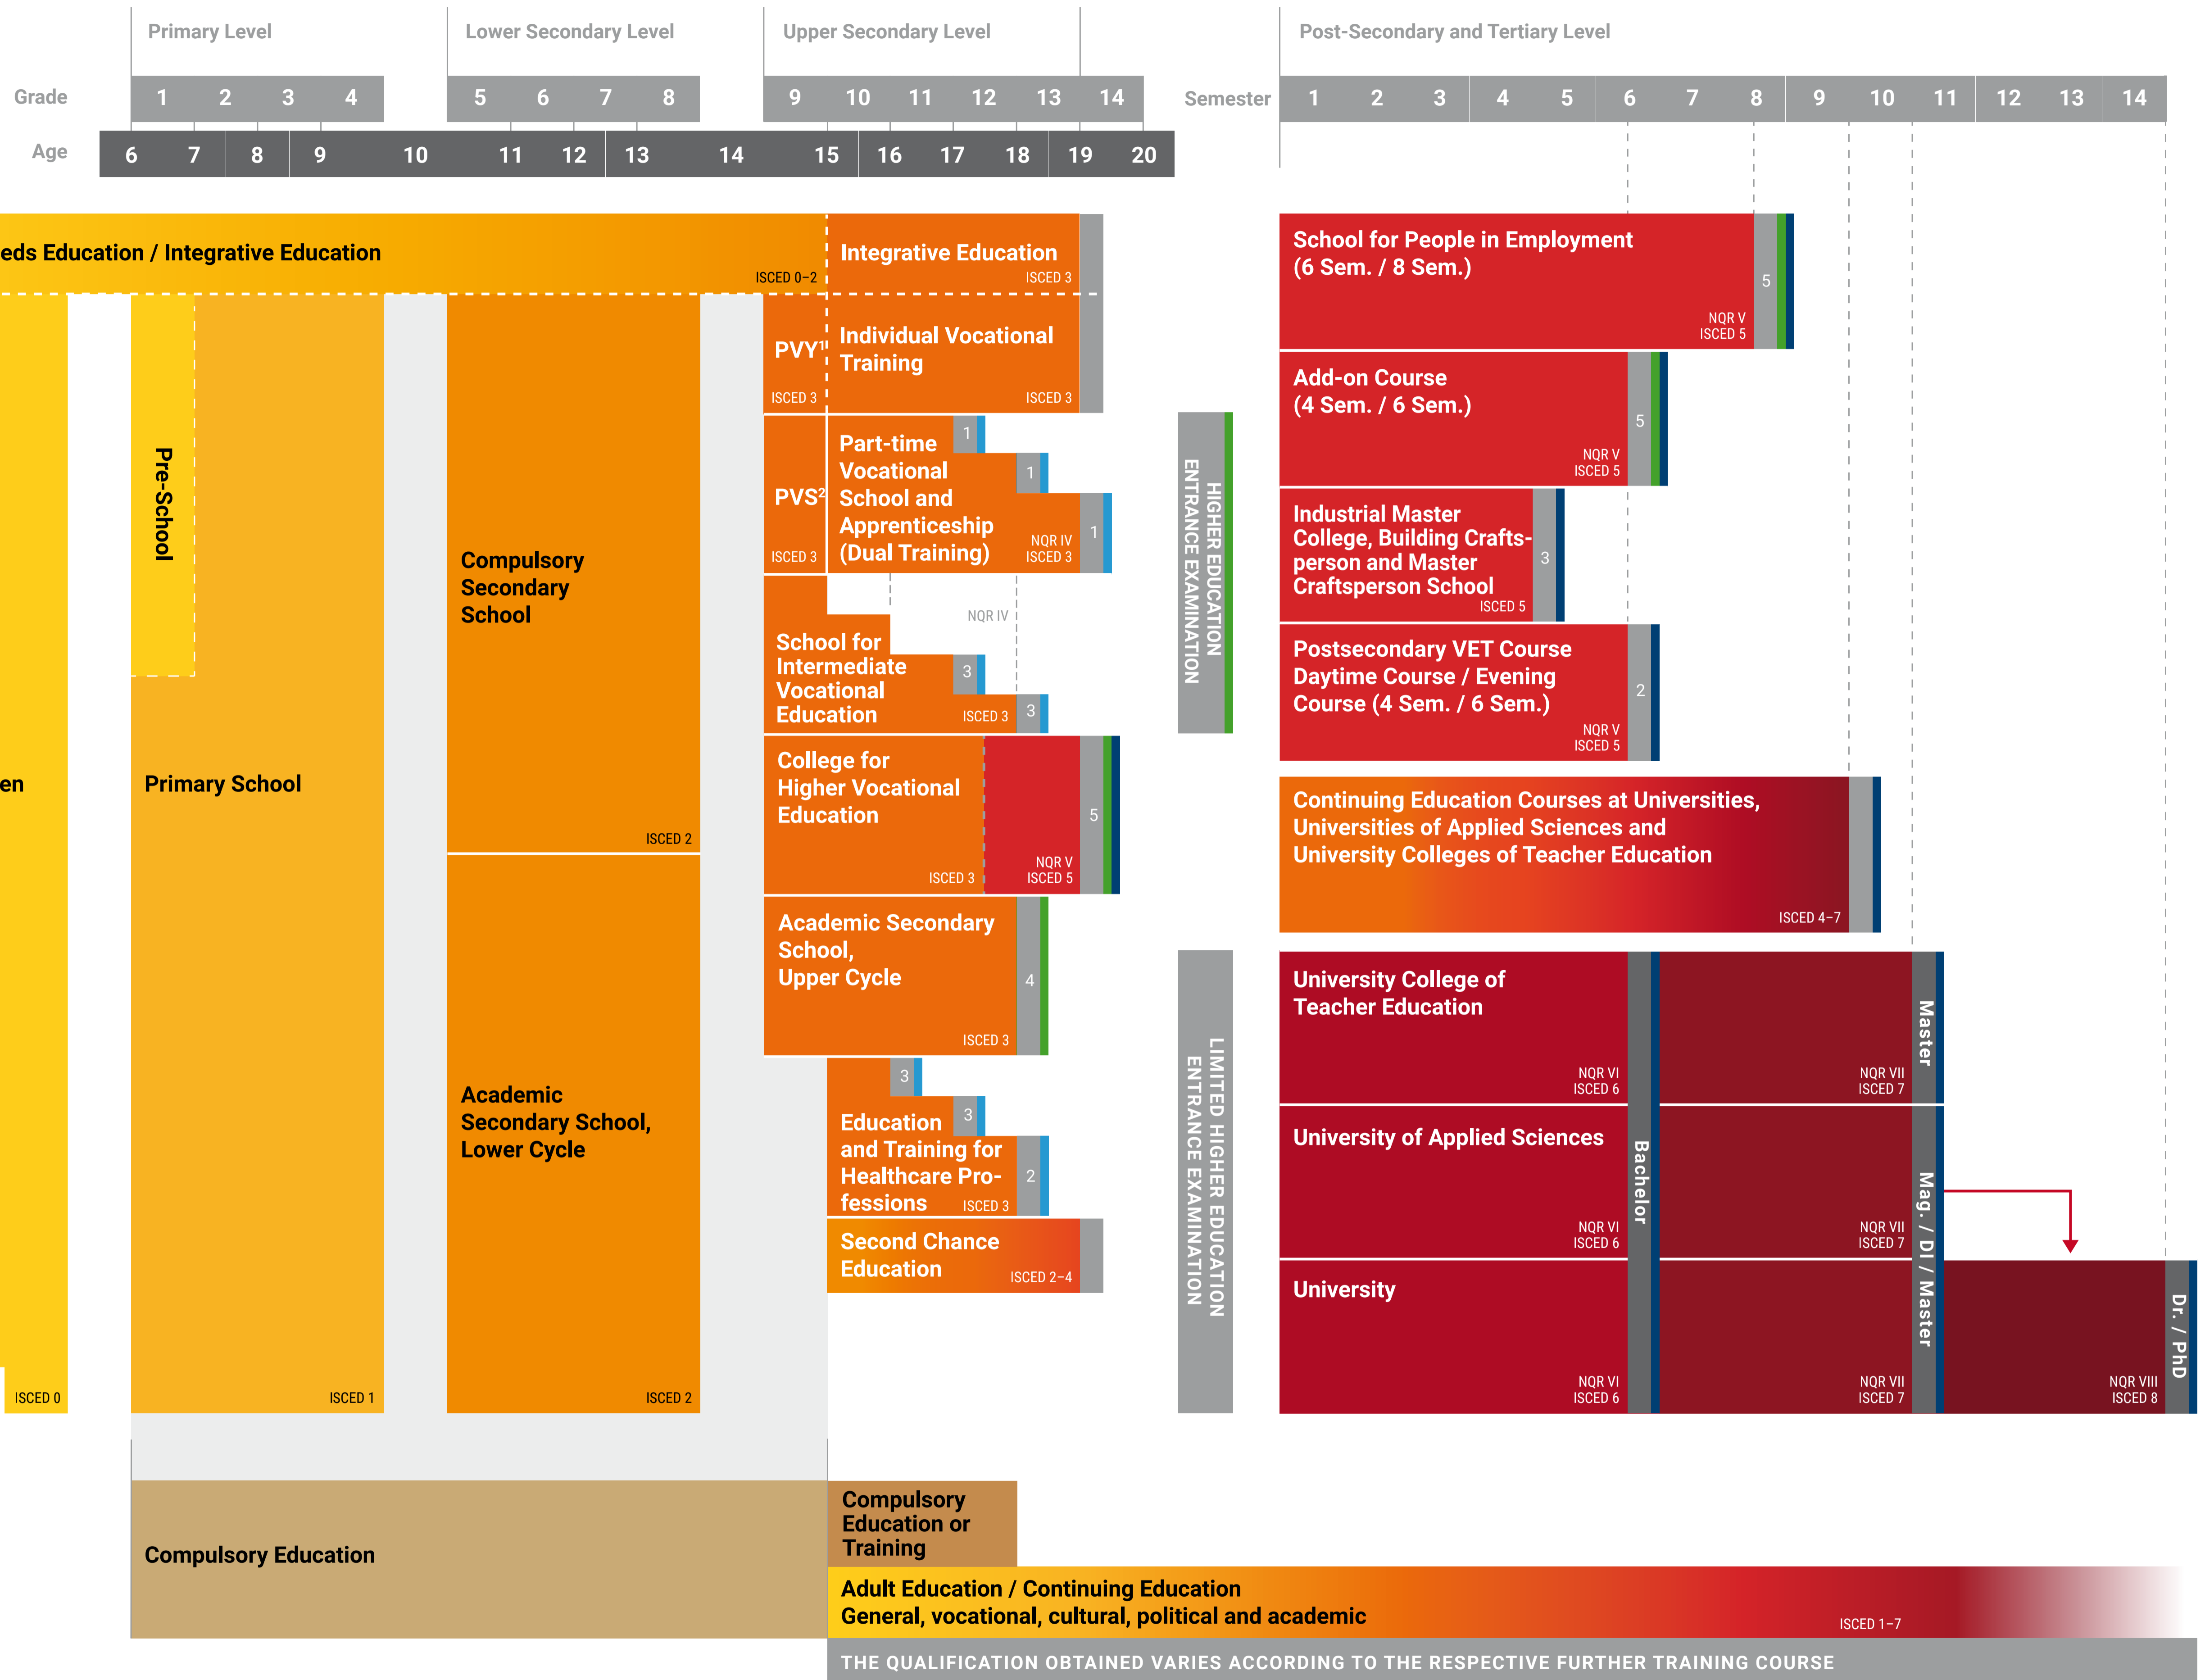 Primary Level
Lower Secondary Level
Upper Secondary Level
Post-Secondary and Tertiary Level
Grade
1 2 3 4
5 6 7 8
9 10 11 12 13 14
Semester
1 2 3 4 5 6 7 8 9 10 11 12 13 14
Age
6 7 8 9 10 11 12 13 14 15 16 17 18 19 20
eds Education / Integrative Education
ISCED 0–2
Integrative Education
ISCED 3
PVY¹
ISCED 3
Individual Vocational
Training
ISCED 3
Pre-School
en
ISCED 0
Primary School
ISCED 1
Compulsory
Secondary
School
ISCED 2
Academic
Secondary School,
Lower Cycle
ISCED 2
PVS²
ISCED 3
Part-time
Vocational
School and
Apprenticeship
(Dual Training)
NQR IV
ISCED 3
1
1
1
NQR IV
School for
Intermediate
Vocational
Education
ISCED 3
3
3
College for
Higher Vocational
Education
ISCED 3
NQR V
ISCED 5
5
Academic Secondary
School,
Upper Cycle
ISCED 3
4
Education
and Training for
Healthcare Pro-
fessions
ISCED 3
3
3
2
Second Chance
Education
ISCED 2–4
HIGHER EDUCATION
ENTRANCE EXAMINATION
LIMITED HIGHER EDUCATION
ENTRANCE EXAMINATION
School for People in Employment
(6 Sem. / 8 Sem.)
NQR V
ISCED 5
5
Add-on Course
(4 Sem. / 6 Sem.)
NQR V
ISCED 5
5
Industrial Master
College, Building Crafts-
person and Master
Craftsperson School
ISCED 5
3
Postsecondary VET Course
Daytime Course / Evening
Course (4 Sem. / 6 Sem.)
NQR V
ISCED 5
2
Continuing Education Courses at Universities,
Universities of Applied Sciences and
University Colleges of Teacher Education
ISCED 4–7
University College of
Teacher Education
NQR VI
ISCED 6
NQR VII
ISCED 7
Master
University of Applied Sciences
NQR VI
ISCED 6
Bachelor
NQR VII
ISCED 7
Mag. / DI / Master
University
NQR VI
ISCED 6
NQR VII
ISCED 7
NQR VIII
ISCED 8
Dr. / PhD
Compulsory Education
Compulsory
Education or
Training
Adult Education / Continuing Education
General, vocational, cultural, political and academic
ISCED 1–7
THE QUALIFICATION OBTAINED VARIES ACCORDING TO THE RESPECTIVE FURTHER TRAINING COURSE